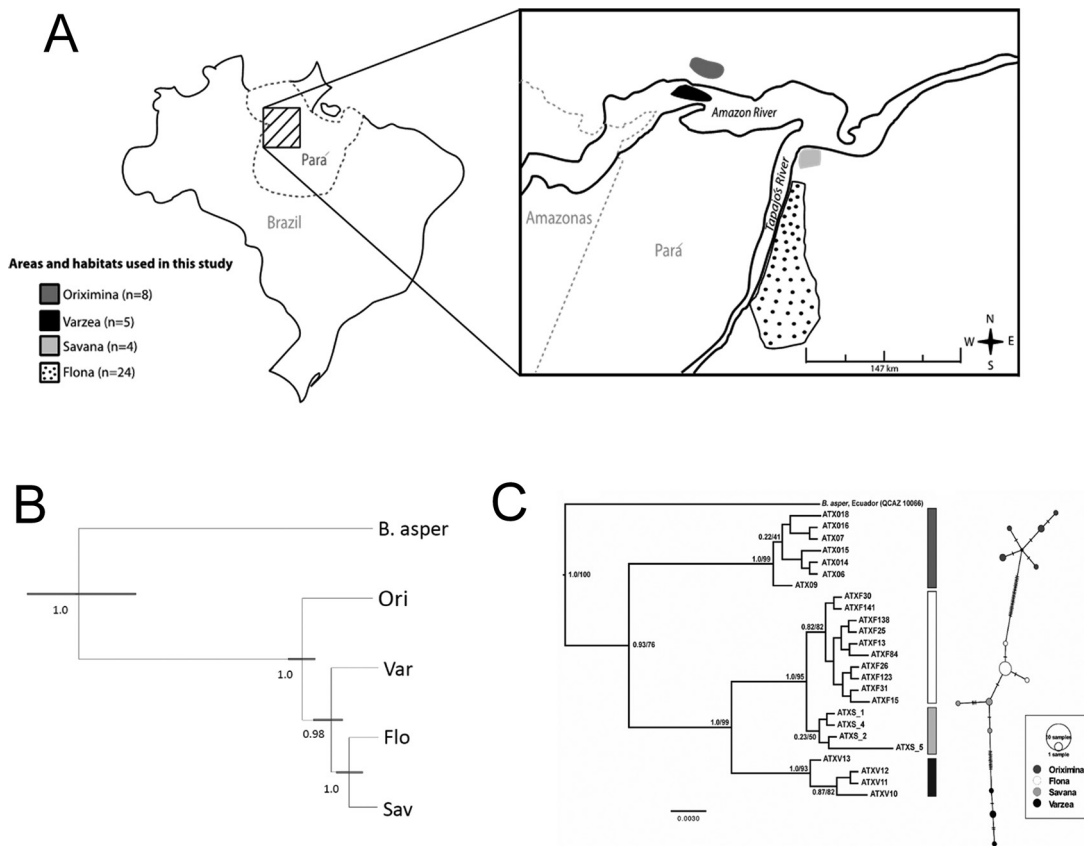 A
Amazon River
Tapajo's River
Amazonas
Pará
Pará
Brazil
Areas and habitats used in this study
Oriximina (n=8)
Varzea (n=5)
Savana (n=4)
Flona (n=24)
N
W E
S
147 km
B
B. asper
1.0
Ori
1.0
Var
0.98
Flo
1.0
Sav
C
B. asper, Ecuador (QCAZ 10066)
ATX018
ATX016
0.22/41
ATX07
ATX015
1.0/99
ATX014
1.0/100
ATX06
ATX09
ATXF30
ATXF141
0.82/82
ATXF138
ATXF25
0.93/76
ATXF13
ATXF84
ATXF26
ATXF123
1.0/95
ATXF31
ATXF15
ATXS_1
1.0/99
ATXS_4
ATXS_2
0.23/50
ATXS_5
ATXV13
1.0/93
ATXV12
ATXV11
0.87/82
ATXV10
0.0030
10 samples
1 sample
Oriximina
Flona
Savana
Varzea